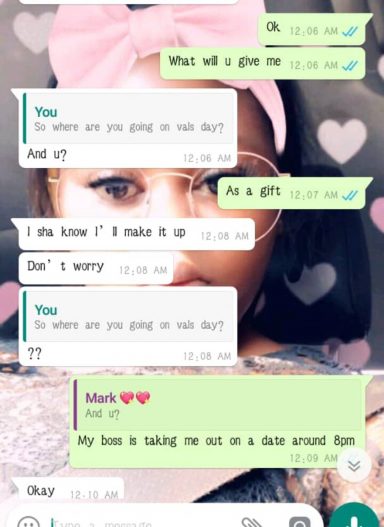 Ok 12:06 AM
What will u give me 12:06 AM
You
So where are you going on vals day?
And u? 12:06 AM
As a gift 12:07 AM
I sha know I'll make it up 12:08 AM
Don't worry 12:08 AM
You
So where are you going on vals day?
?? 12:08 AM
Mark 💖💖
And u?
My boss is taking me out on a date around 8pm
12:09 AM
Okay 12:10 AM
Type a message